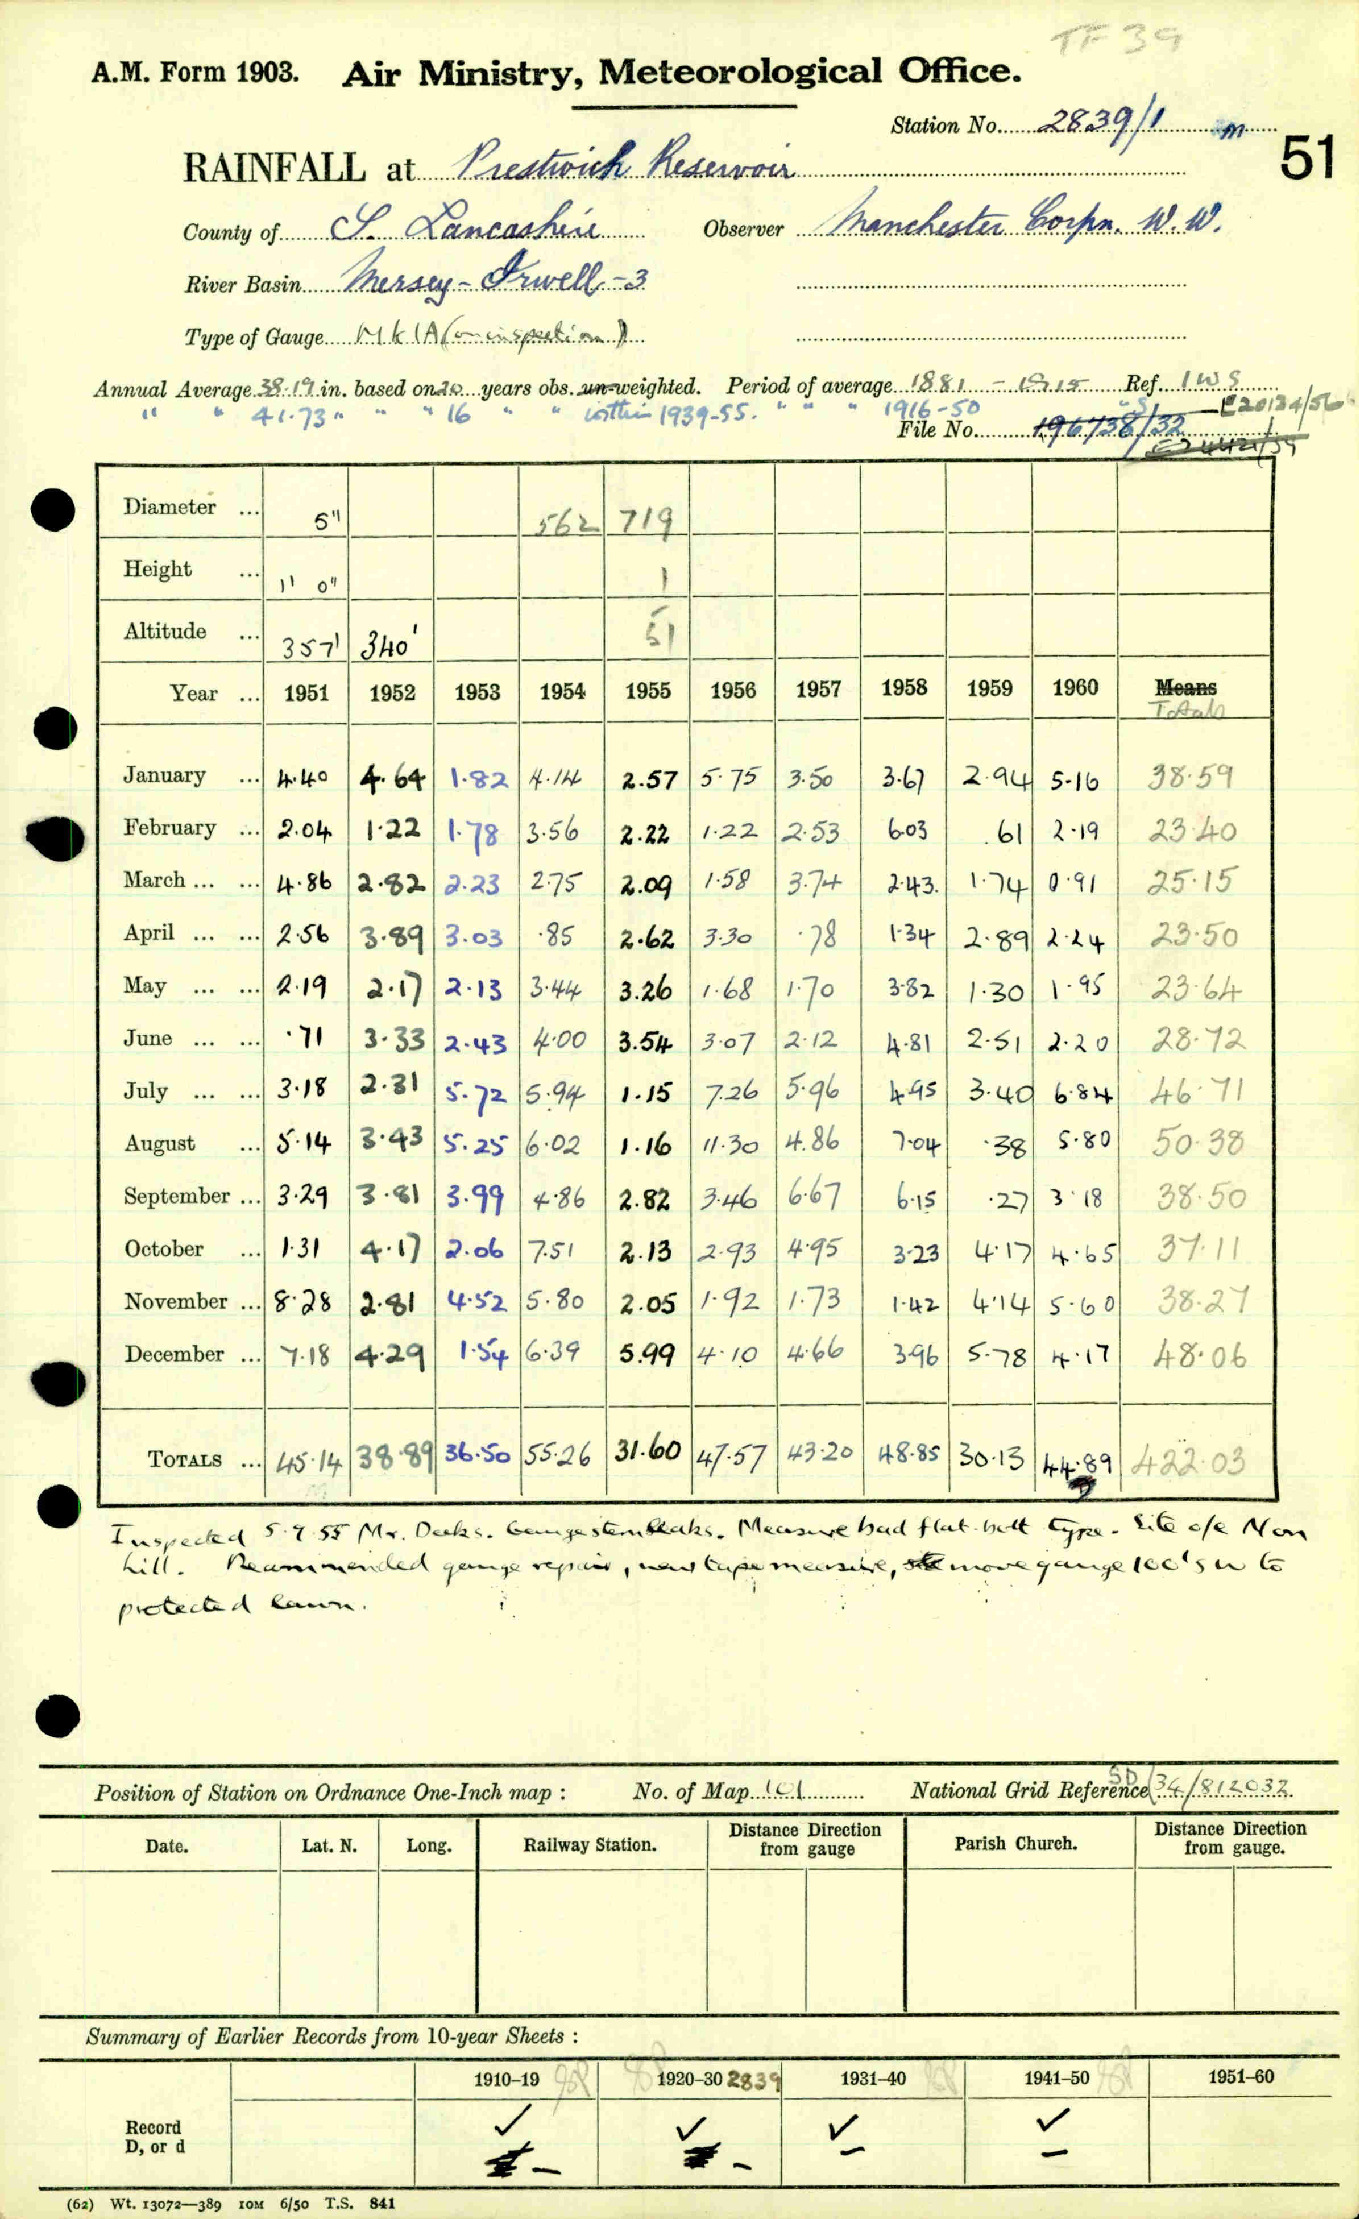 TF 39
A.M. Form 1903. Air Ministry, Meteorological Office.
Station No. 2839/1 m
51
RAINFALL at Prestwich Reservoir
County of S. Lancashire Observer Manchester Corpn. W. W.
River Basin Mersey - Irwell - 3
Type of Gauge Mk IA (on inspection)
Annual Average 38.19 in. based on 20 years obs. un-weighted. Period of average 1881 - 1915 Ref. IWS
" " 41.73 " " " 16 " " within 1939-55. " " " 1916-50 "S E20134/56
File No. 196738/32
Diameter ... 5" 562 719
Height ... 1' 0" 1
Altitude ... 357' 340' 51
Year ... 1951 1952 1953 1954 1955 1956 1957 1958 1959 1960 Means
Totals
January ... 4.40 4.64 1.82 4.14 2.57 5.75 3.50 3.67 2.94 5.16 38.59
February ... 2.04 1.22 1.78 3.56 2.22 1.22 2.53 6.03 .61 2.19 23.40
March ... ... 4.86 2.82 2.23 2.75 2.09 1.58 3.74 2.43 1.74 0.91 25.15
April ... ... 2.56 3.89 3.03 .85 2.62 3.30 .78 1.34 2.89 2.24 23.50
May ... ... 2.19 2.17 2.13 3.44 3.26 1.68 1.70 3.82 1.30 1.95 23.64
June ... ... .71 3.33 2.43 4.00 3.54 3.07 2.12 4.81 2.51 2.20 28.72
July ... ... 3.18 2.31 5.72 5.94 1.15 7.26 5.96 4.95 3.40 6.84 46.71
August ... 5.14 3.43 5.25 6.02 1.16 11.30 4.86 7.04 .38 5.80 50.38
September ... 3.29 3.81 3.99 4.86 2.82 3.46 6.67 6.15 .27 3.18 38.50
October ... 1.31 4.17 2.06 7.51 2.13 2.93 4.95 3.23 4.17 4.65 37.11
November ... 8.28 2.81 4.52 5.80 2.05 1.92 1.73 1.42 4.14 5.60 38.27
December ... 7.18 4.29 1.54 6.39 5.99 4.10 4.66 3.96 5.78 4.17 48.06
TOTALS ... 45.14 38.89 36.50 55.26 31.60 47.57 43.20 48.85 30.13 44.89 422.03
Inspected 5.9.55 Mr. Deeks. Gauge stem leaks. Measure bad flat bott type. Site o/e N on
hill. Recommended gauge repair, new tape measure, move gauge 100' SW to
protected lawn.
Position of Station on Ordnance One-Inch map : No. of Map 101 National Grid Reference SD/34/812032
Date. Lat. N. Long. Railway Station. Distance Direction from gauge Parish Church. Distance Direction from gauge.
Summary of Earlier Records from 10-year Sheets :
1910–19 1920–30 2839 1931–40 1941–50 1951–60
Record ✓ ✓ ✓ ✓
D, or d – – – –
(62) Wt. 13072—389 10M 6/50 T.S. 841